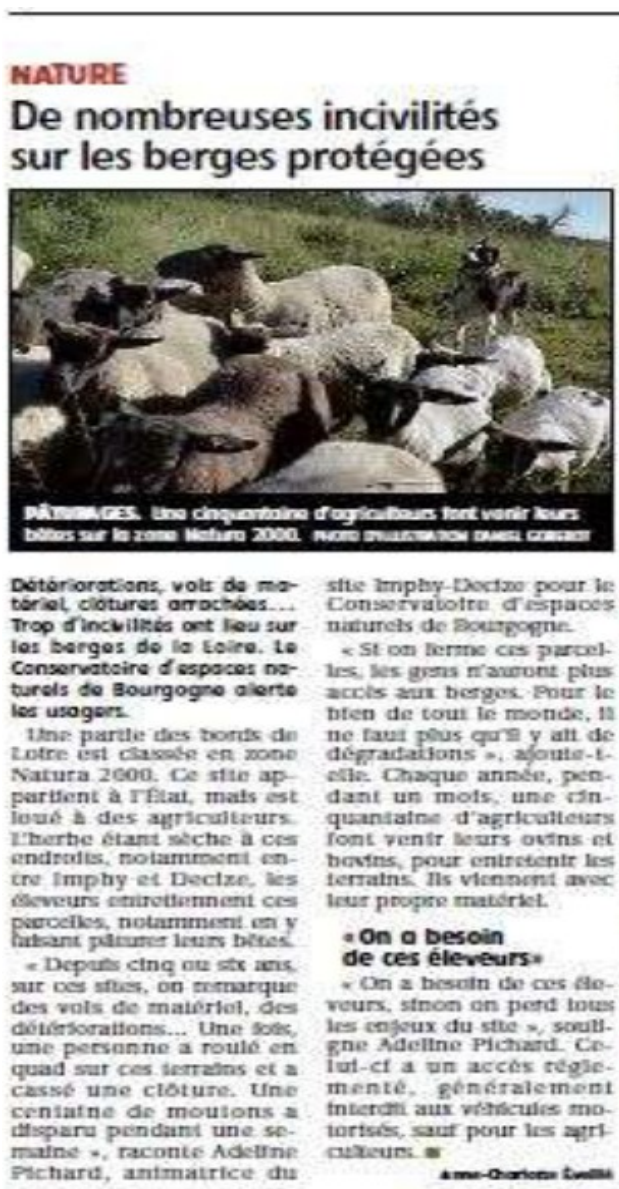 NATURE
De nombreuses incivilités
sur les berges protégées
PÂTURAGES. Une cinquantaine d'agriculteurs font venir leurs
bêtes sur la zone Natura 2000. PHOTO D'ILLUSTRATION DANIEL
Détériorations, vols de ma-
tériel, clôtures arrachées...
Trop d'incivilités ont lieu sur
les berges de la Loire. Le
Conservatoire d'espaces na-
turels de Bourgogne alerte
les usagers.
Une partie des bords de
Loire est classée en zone
Natura 2000. Ce site ap-
partient à l'État, mais est
loué à des agriculteurs.
L'herbe étant sèche à ces
endroits, notamment en-
tre Imphy et Decize, les
éleveurs entretiennent ces
parcelles, notamment en y
faisant pâturer leurs bêtes.
« Depuis cinq ou six ans,
sur ces sites, on remarque
des vols de matériel, des
détériorations... Une fois,
une personne a roulé en
quad sur ces terrains et a
cassé une clôture. Une
centaine de moutons a
disparu pendant une se-
maine », raconte Adeline
Pichard, animatrice du
site Imphy-Decize pour le
Conservatoire d'espaces
naturels de Bourgogne.
« Si on ferme ces parcel-
les, les gens n'auront plus
accès aux berges. Pour le
bien de tout le monde, il
ne faut plus qu'il y ait de
dégradations », ajoute-t-
elle. Chaque année, pen-
dant un mois, une cin-
quantaine d'agriculteurs
font venir leurs ovins et
bovins, pour entretenir les
terrains. Ils viennent avec
leur propre matériel.
« On a besoin
de ces éleveurs »
« On a besoin de ces éle-
veurs, sinon on perd tous
les enjeux du site », souli-
gne Adeline Pichard. Ce-
lui-ci a un accès régle-
menté, généralement
interdit aux véhicules mo-
torisés, sauf pour les agri-
culteurs.
Anne-Charlotte